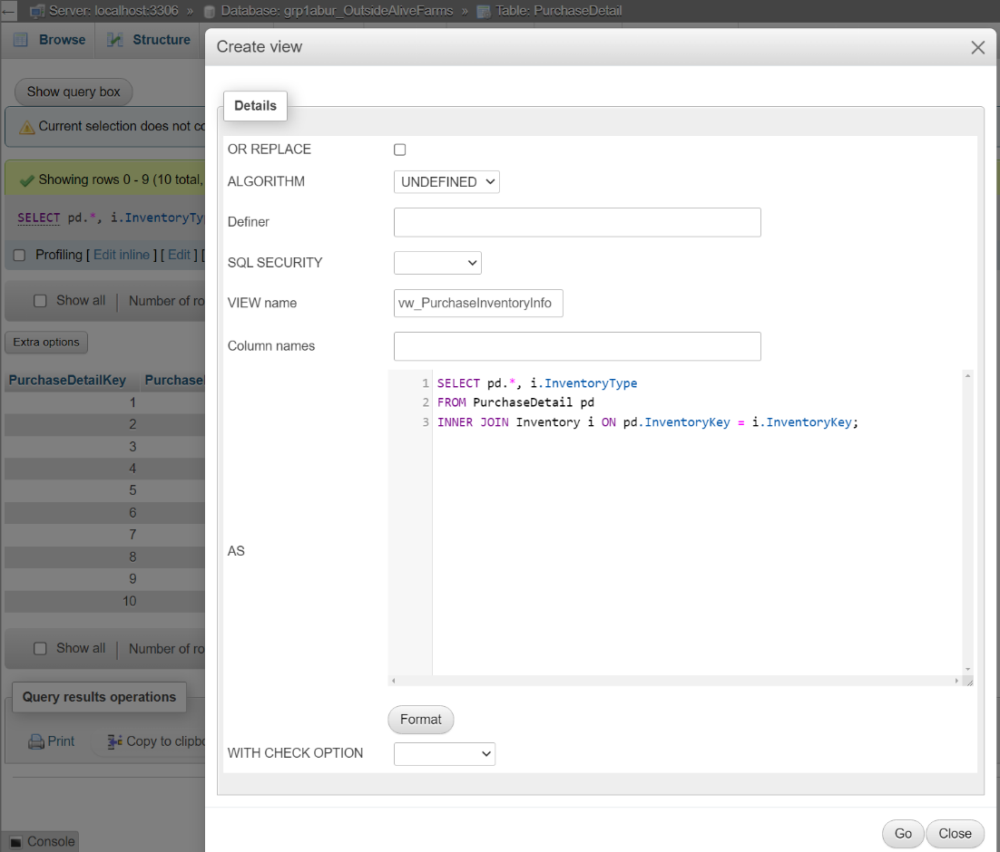 Server: localhost:3306 » Database: grp1abur_OutsideAliveFarms » Table: PurchaseDetail
Browse Structure
Create view
Show query box
Details
Current selection does not co
OR REPLACE
ALGORITHM UNDEFINED
Showing rows 0 - 9 (10 total,
SELECT pd.*, i.InventoryTy
Definer
Profiling [ Edit inline ] [ Edit ] [
SQL SECURITY
Show all Number of ro
VIEW name vw_PurchaseInventoryInfo
Extra options
Column names
PurchaseDetailKey Purchase
1 SELECT pd.*, i.InventoryType
2 FROM PurchaseDetail pd
3 INNER JOIN Inventory i ON pd.InventoryKey = i.InventoryKey;
1
2
3
4
5
6
7
8
9
10
AS
Show all Number of ro
Query results operations
Print Copy to clipbo
Format
WITH CHECK OPTION
Go Close
Console